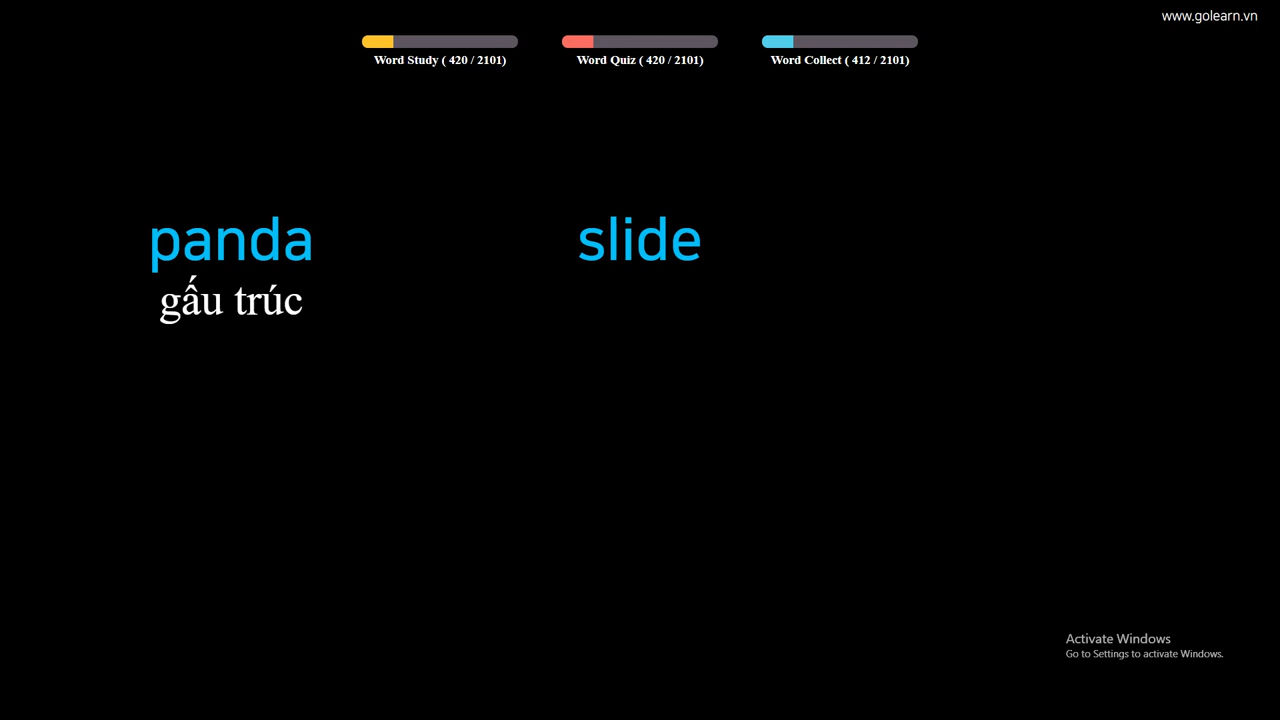 www.golearn.vn
Word Study ( 420 / 2101)
Word Quiz ( 420 / 2101)
Word Collect ( 412 / 2101)
panda
gấu trúc
slide
Activate Windows
Go to Settings to activate Windows.